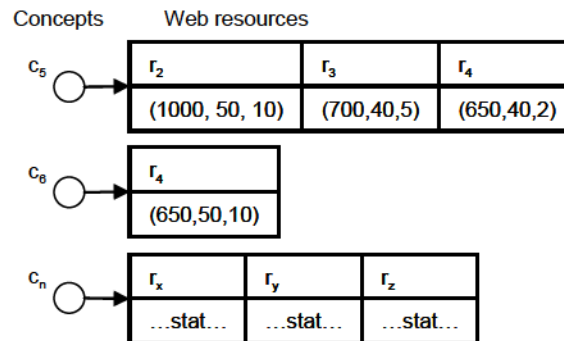 Concepts Web resources
c5 r2 r3 r4
(1000, 50, 10) (700,40,5) (650,40,2)
c6 r4
(650,50,10)
cn rx ry rz
...stat... ...stat... ...stat...